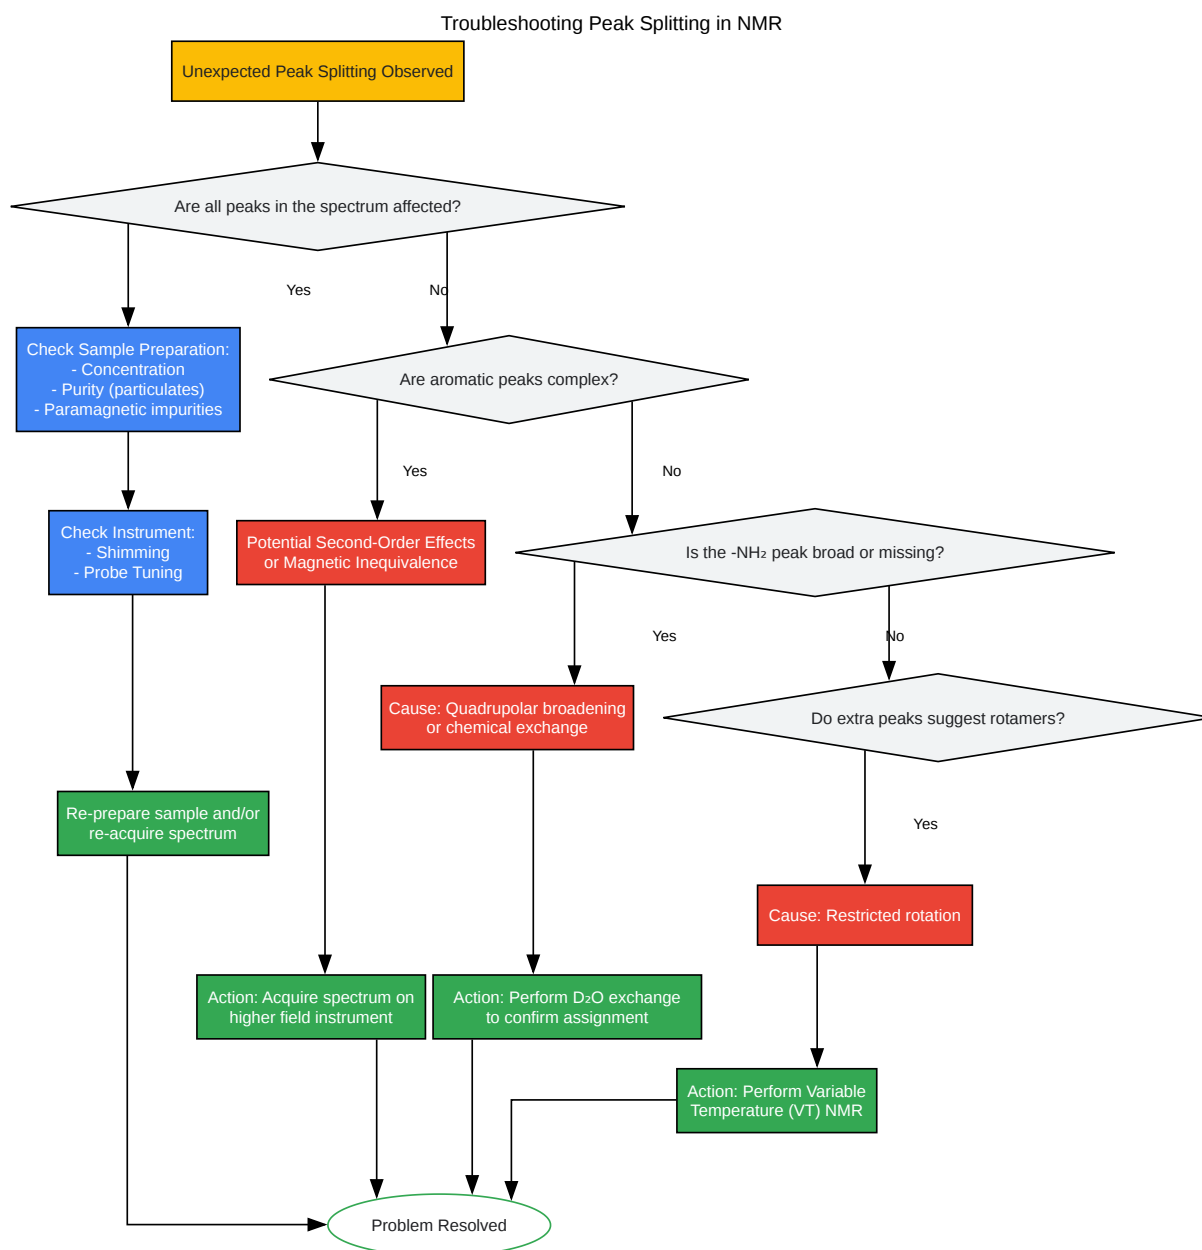 Troubleshooting Peak Splitting in NMR
Unexpected Peak Splitting Observed
Are all peaks in the spectrum affected?
Yes
No
Check Sample Preparation:
- Concentration
- Purity (particulates)
- Paramagnetic impurities
Are aromatic peaks complex?
Yes
No
Check Instrument:
- Shimming
- Probe Tuning
Potential Second-Order Effects
or Magnetic Inequivalence
Is the -NH₂ peak broad or missing?
Yes
No
Cause: Quadrupolar broadening
or chemical exchange
Do extra peaks suggest rotamers?
Re-prepare sample and/or
re-acquire spectrum
Yes
Cause: Restricted rotation
Action: Acquire spectrum on
higher field instrument
Action: Perform D₂O exchange
to confirm assignment
Action: Perform Variable
Temperature (VT) NMR
Problem Resolved